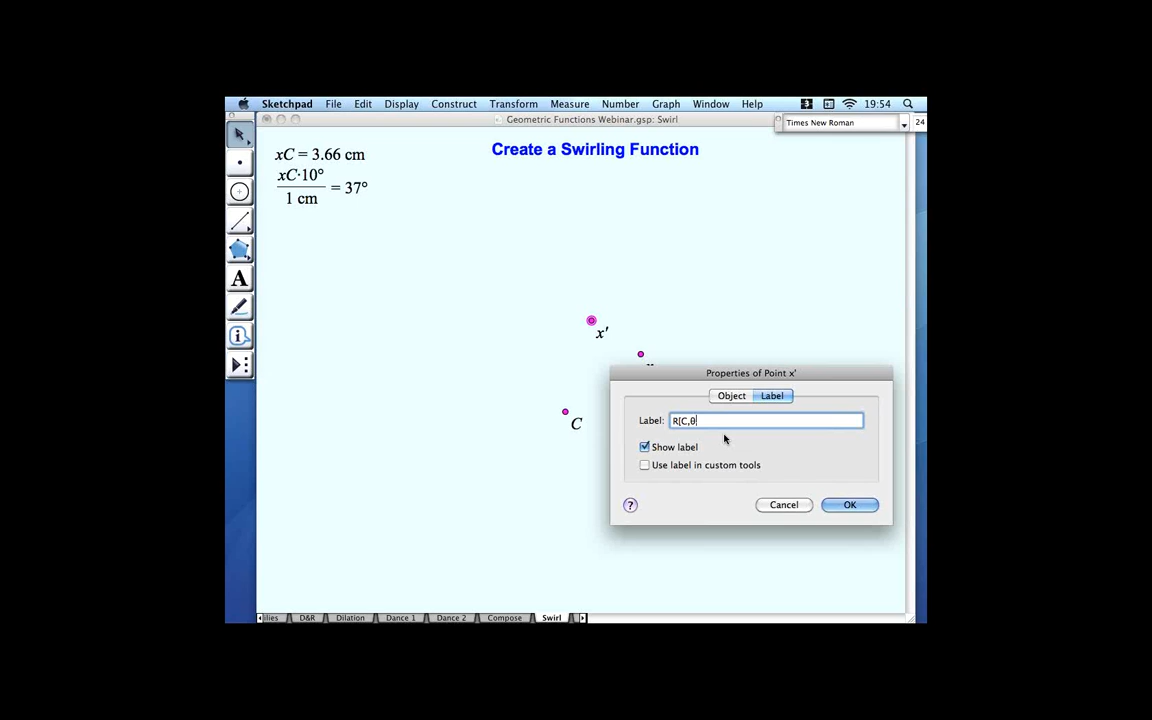 Sketchpad File Edit Display Construct Transform Measure Number Graph Window Help 19:54
Geometric Functions Webinar.gsp: Swirl
Times New Roman 24
Create a Swirling Function
xC = 3.66 cm
xC·10°
1 cm
= 37°
A
x'
C
Properties of Point x'
Object Label
Label: R[C,θ
Show label
Use label in custom tools
? Cancel OK
ilies D&R Dilation Dance 1 Dance 2 Compose Swirl